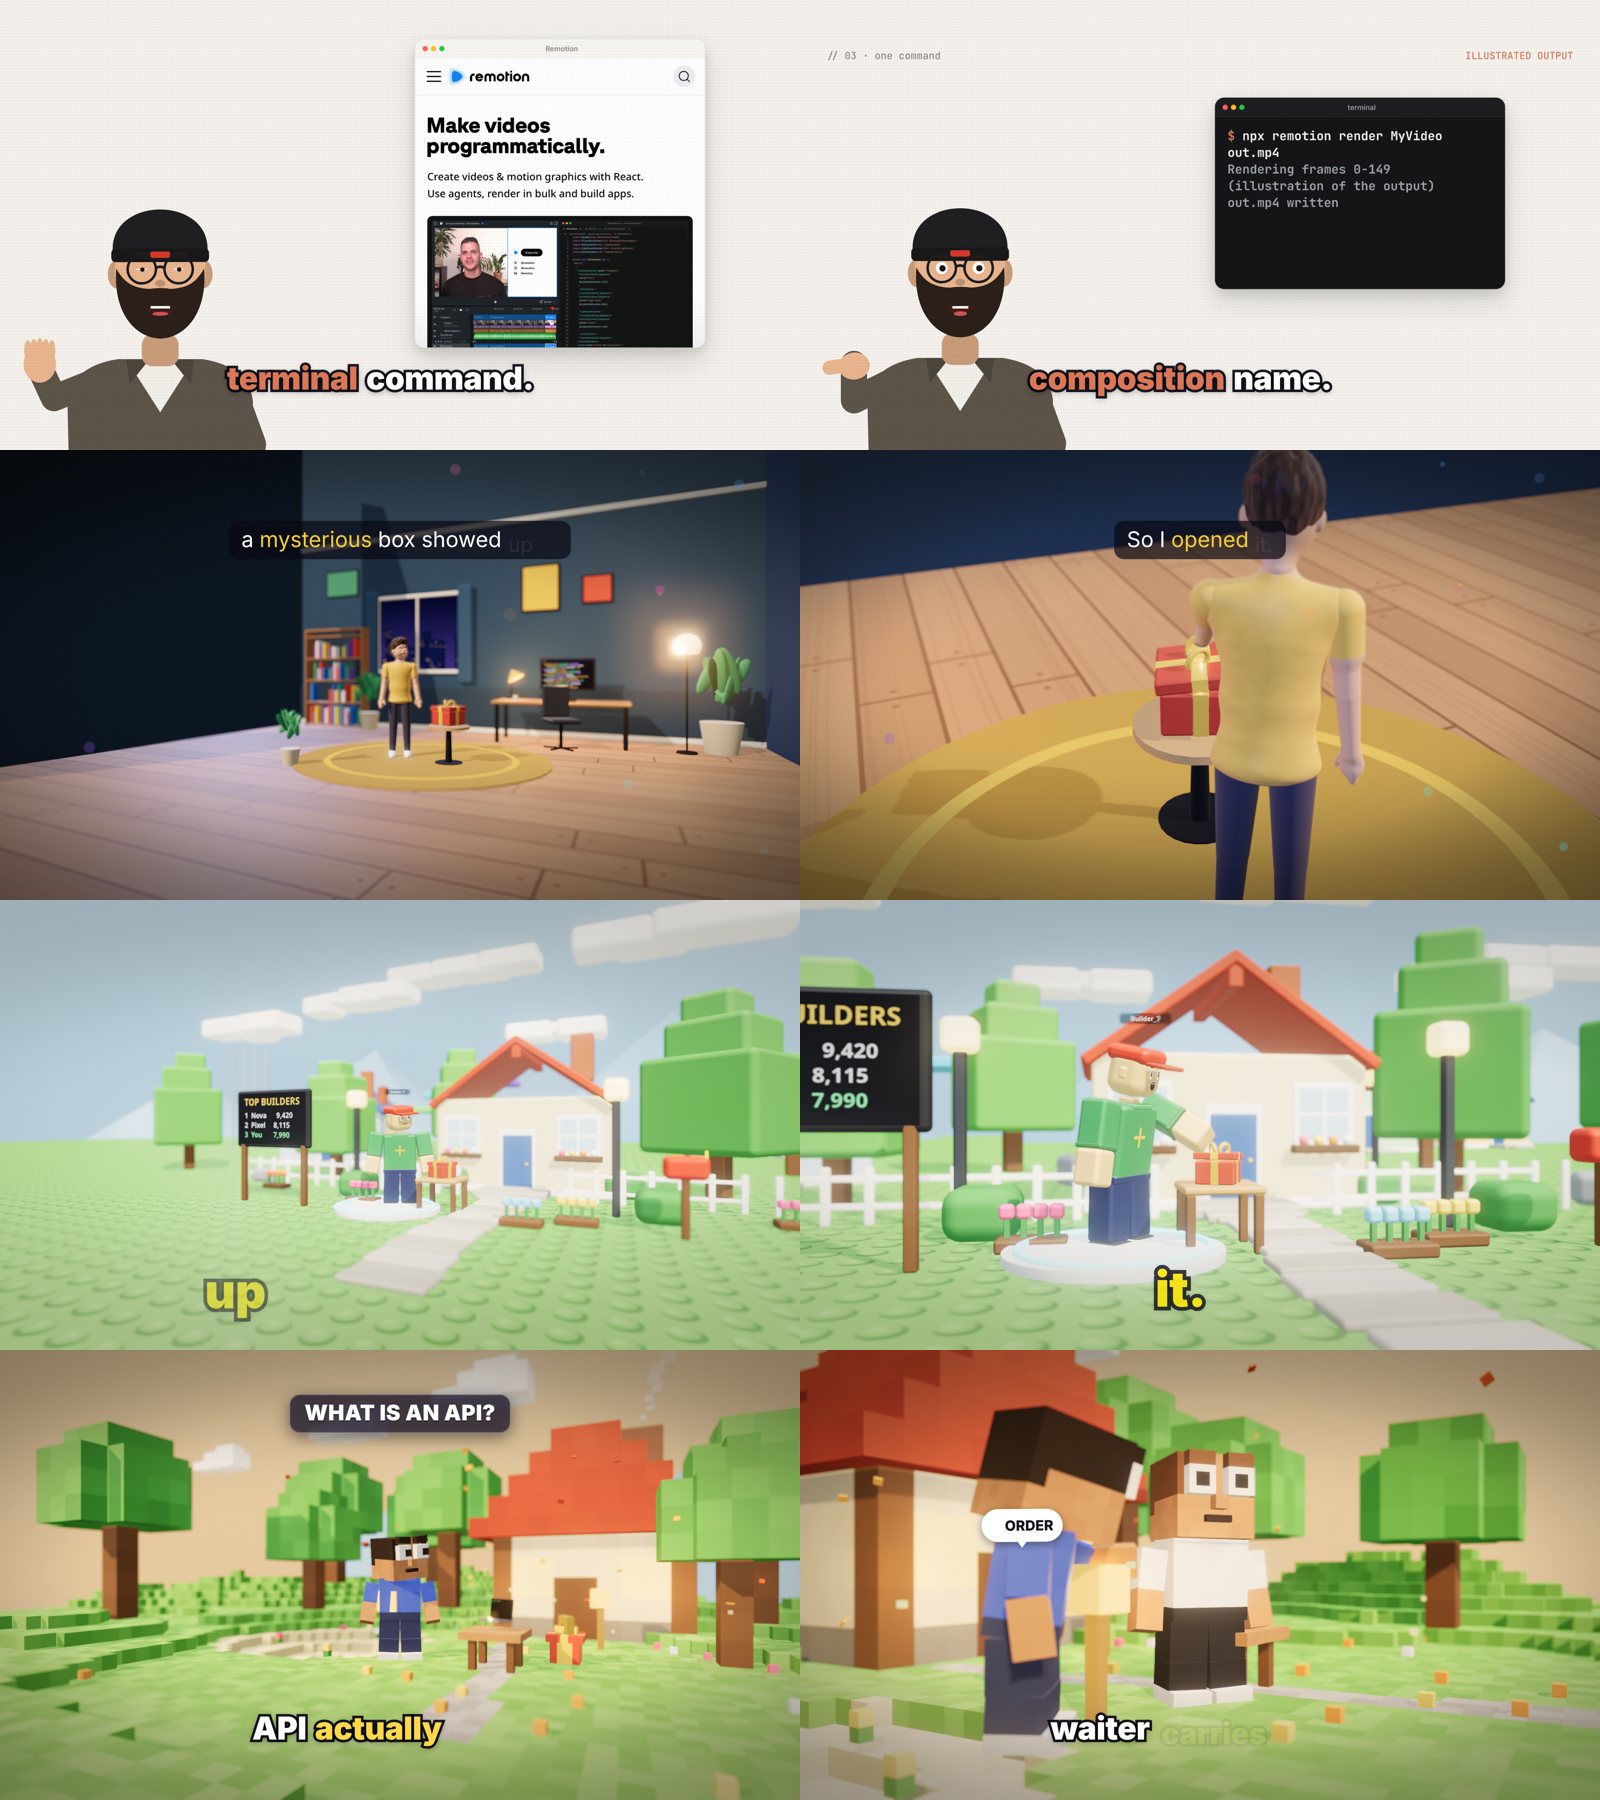 Remotion
remotion
Make videos
programmatically.
Create videos & motion graphics with React.
Use agents, render in bulk and build apps.
terminal command.
// 03 · one command
ILLUSTRATED OUTPUT
terminal
$ npx remotion render MyVideo
out.mp4
Rendering frames 0-149
(illustration of the output)
out.mp4 written
composition name.
a mysterious box showed up
So I opened it.
TOP BUILDERS
1 Nova 9,420
2 Pixel 8,115
3 You 7,990
up
UILDERS
9,420
8,115
7,990
Builder_7
it.
WHAT IS AN API?
API actually
ORDER
waiter carries